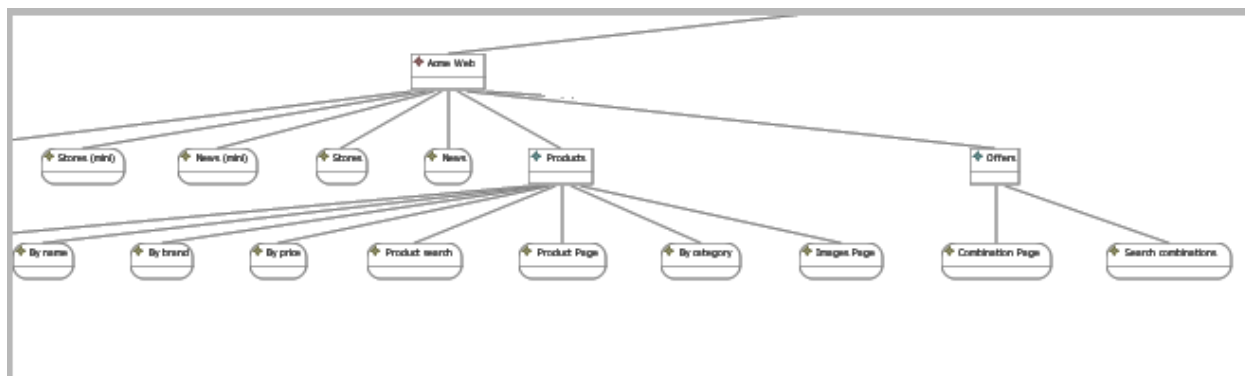 Acme Web
Stores (mini)
News (mini)
Stores
News
Products
Offers
By name
By brand
By price
Product search
Product Page
By category
Images Page
Combination Page
Search combinations